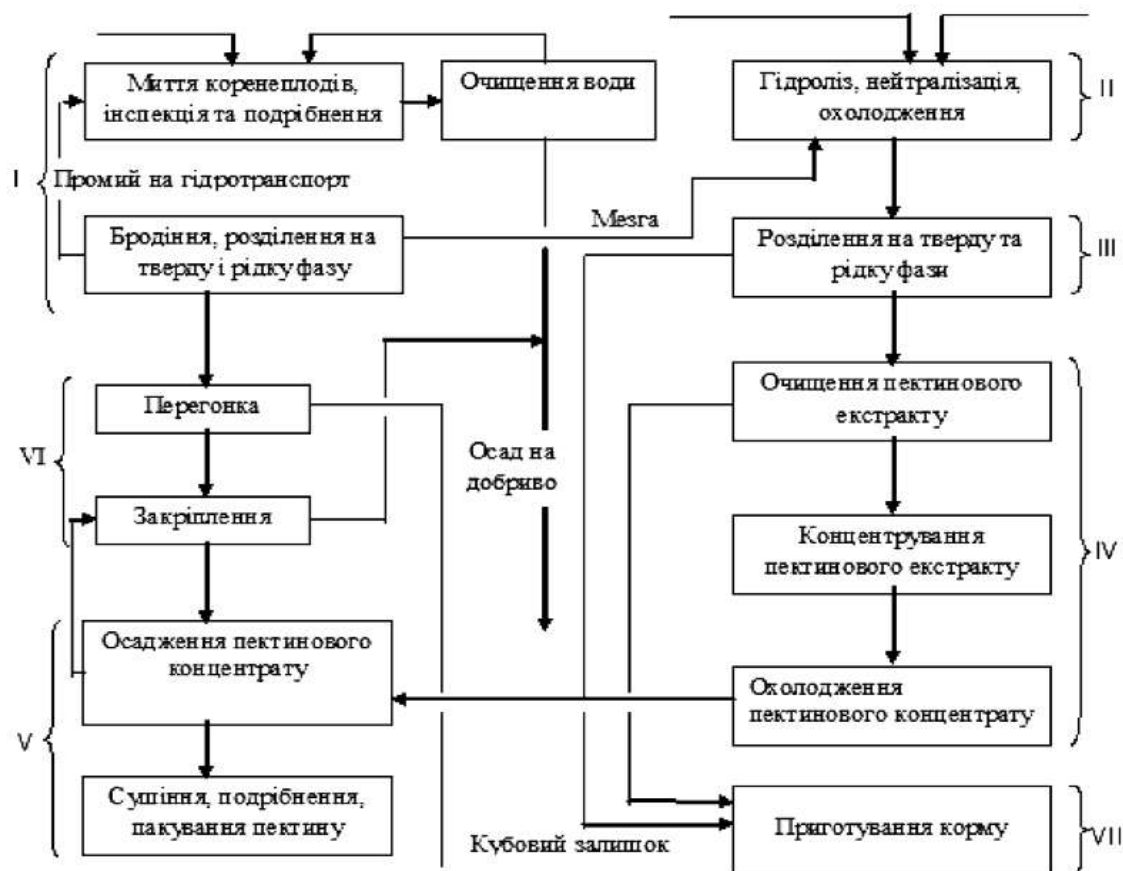 Миття коренеплодів,
інспекція та подрібнення
Очищення води
Гідроліз, нейтралізація,
охолодження
II
I
Промий на гідротранспорт
Мезга
Бродіння, розділення на
тверду і рідку фазу
Розділення на тверду та
рідку фази
III
Перегонка
VI
Закріплення
Осад на
добриво
Очищення пектинового
екстракту
Концентрування
пектинового екстракту
IV
Осадження пектинового
концентрату
Охолодження
пектинового концентрату
V
Сушіння, подрібнення,
пакування пектину
Кубовий залишок
Приготування корму
VII